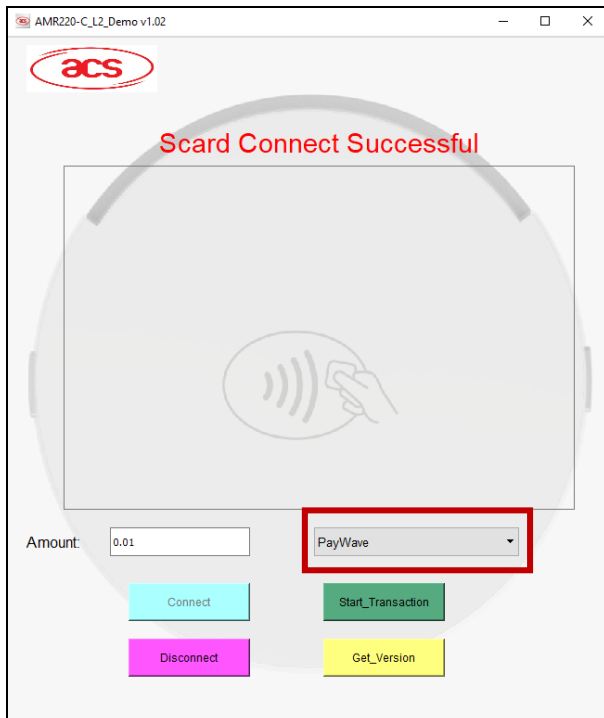 AMR220-C_L2_Demo v1.02
acs
Scard Connect Successful
Amount: 0.01 PayWave
Connect Start_Transaction
Disconnect Get_Version